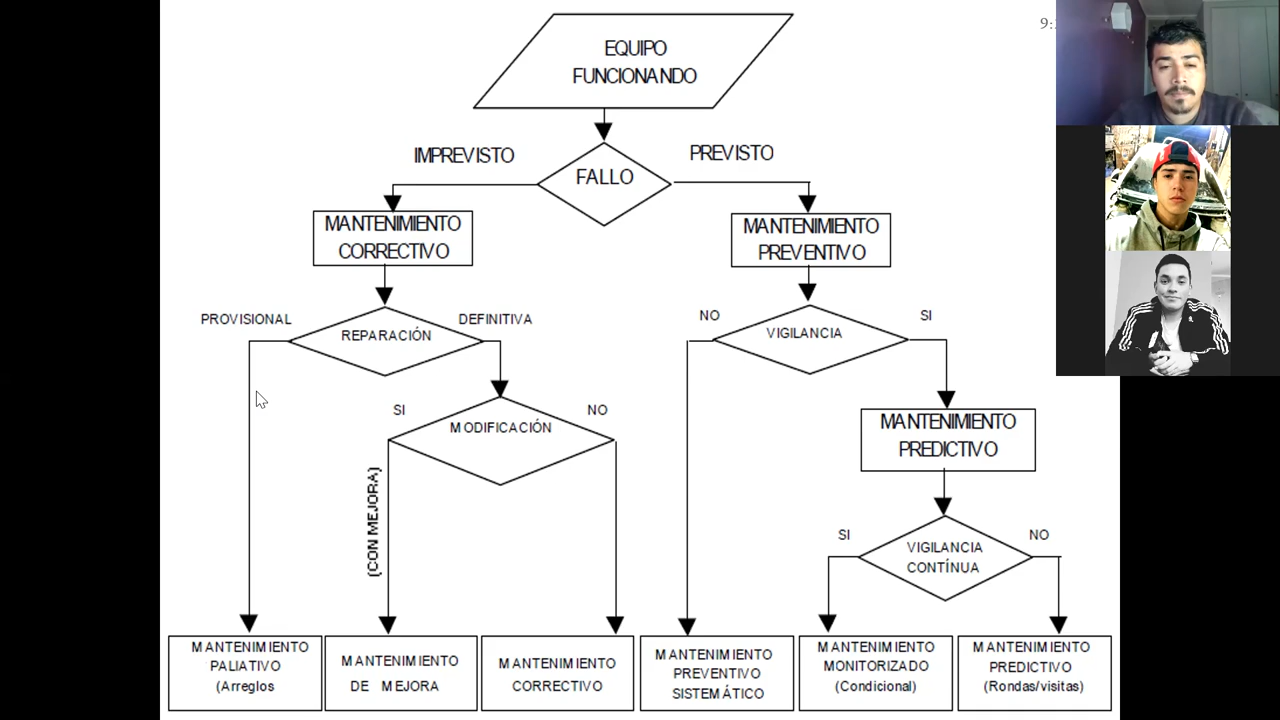 EQUIPO
FUNCIONANDO
IMPREVISTO
PREVISTO
FALLO
MANTENIMIENTO
CORRECTIVO
MANTENIMIENTO
PREVENTIVO
PROVISIONAL
REPARACIÓN
DEFINITIVA
NO
VIGILANCIA
SI
SI
MODIFICACIÓN
NO
(CON MEJORA)
MANTENIMIENTO
PREDICTIVO
SI
VIGILANCIA
CONTÍNUA
NO
MANTENIMIENTO
PALIATIVO
(Arreglos
MANTENIMIENTO
DE MEJORA
MANTENIMIENTO
CORRECTIVO
MANTENIMIENTO
PREVENTIVO
SISTEMÁTICO
MANTENIMIENTO
MONITORIZADO
(Condicional)
MANTENIMIENTO
PREDICTIVO
(Rondas/visitas)